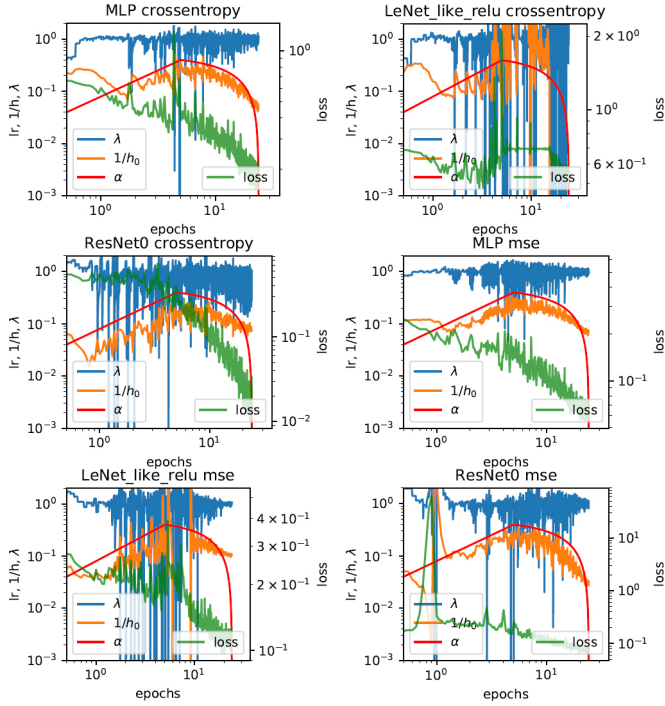 MLP crossentropy
10⁰
10⁻¹
10⁻²
10⁻³
lr, 1/h, λ
λ
1/h₀
α
loss
10⁰
loss
10⁰
10¹
epochs
LeNet_like_relu crossentropy
10⁰
10⁻¹
10⁻²
10⁻³
lr, 1/h, λ
λ
1/h₀
α
loss
2 × 10⁰
10⁰
6 × 10⁻¹
loss
10⁰
10¹
epochs
ResNet0 crossentropy
10⁰
10⁻¹
10⁻²
10⁻³
lr, 1/h, λ
λ
1/h₀
α
loss
10⁻¹
10⁻²
loss
10⁰
10¹
epochs
MLP mse
10⁰
10⁻¹
10⁻²
10⁻³
lr, 1/h, λ
λ
1/h₀
α
loss
10⁻¹
loss
10⁰
10¹
epochs
LeNet_like_relu mse
10⁰
10⁻¹
10⁻²
10⁻³
lr, 1/h, λ
λ
1/h₀
α
loss
4 × 10⁻¹
3 × 10⁻¹
2 × 10⁻¹
10⁻¹
loss
10⁰
10¹
epochs
ResNet0 mse
10⁰
10⁻¹
10⁻²
10⁻³
lr, 1/h, λ
λ
1/h₀
α
loss
10¹
10⁰
10⁻¹
loss
10⁰
10¹
epochs